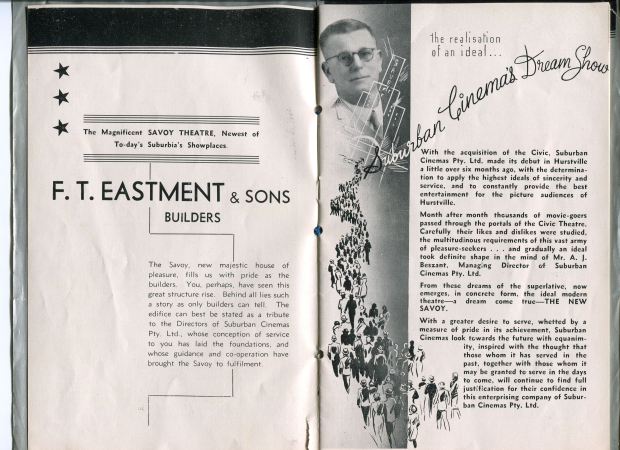 The Magnificent SAVOY THEATRE, Newest of
To-day's Suburbia's Showplaces.
F. T. EASTMENT & SONS
BUILDERS
The Savoy, new majestic house of
pleasure, fills us with pride as the
builders. You, perhaps, have seen this
great structure rise. Behind all lies such
a story as only builders can tell. The
edifice can best be stated as a tribute
to the Directors of Suburban Cinemas
Pty. Ltd., whose conception of service
to you has laid the foundations, and
whose guidance and co-operation have
brought the Savoy to fulfilment.
the realisation
of an ideal...
Suburban Cinema's Dream Show
With the acquisition of the Civic, Suburban
Cinemas Pty. Ltd. made its debut in Hurstville
a little over six months ago, with the determina-
tion to apply the highest ideals of sincerity and
service, and to constantly provide the best
entertainment for the picture audiences of
Hurstville.
Month after month thousands of movie-goers
passed through the portals of the Civic Theatre.
Carefully their likes and dislikes were studied,
the multitudinous requirements of this vast army
of pleasure-seekers . . . and gradually an ideal
took definite shape in the mind of Mr. A. J.
Beszant, Managing Director of Suburban
Cinemas Pty. Ltd.
From these dreams of the superlative, now
emerges, in concrete form, the ideal modern
theatre—a dream come true—THE NEW
SAVOY.
With a greater desire to serve, whetted by a
measure of pride in its achievement, Suburban
Cinemas look towards the future with equanim-
ity, inspired with the thought that
those whom it has served in the
past, together with those whom it
may be granted to serve in the days
to come, will continue to find full
justification for their confidence in
this enterprising company of Subur-
ban Cinemas Pty. Ltd.